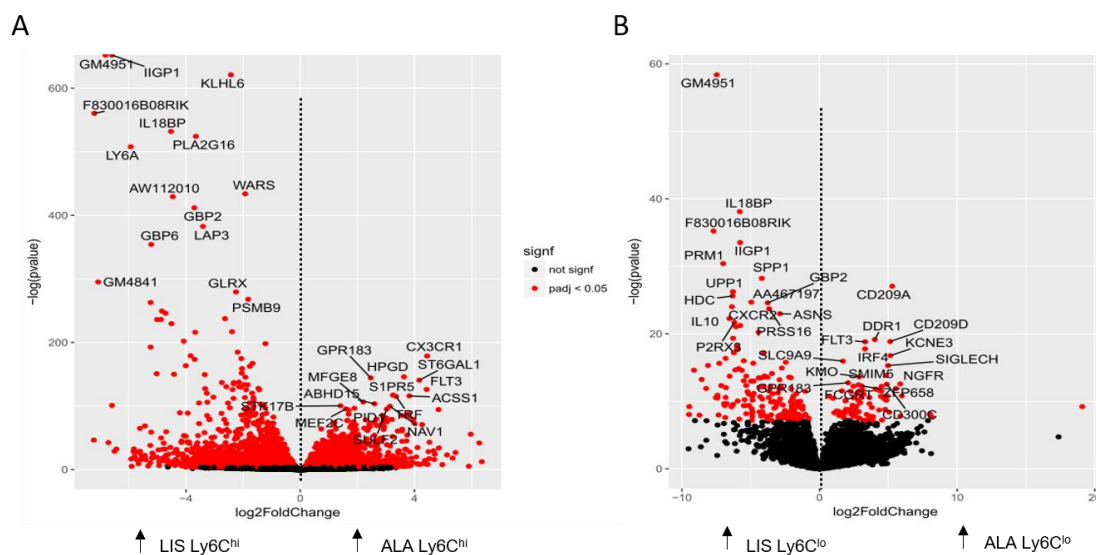 A
B
GM4951
IIGP1
KLHL6
F830016B08RIK
IL18BP
PLA2G16
LY6A
AW112010
WARS
GBP2
LAP3
GBP6
GM4841
GLRX
PSMB9
CX3CR1
GPR183
HPGD
ST6GAL1
MFGE8
FLT3
ABHD15
S1PR5
ACSS1
STK17B
PID1
TRF
MEF2C
NAV1
SULF2
600
400
200
0
-log(pvalue)
−4
0
4
log2FoldChange
LIS Ly6Chi
ALA Ly6Chi
signf
not signf
padj < 0.05
GM4951
IL18BP
F830016B08RIK
IIGP1
PRM1
SPP1
GBP2
UPP1
AA467197
CD209A
HDC
CXCR2
ASNS
IL10
PRSS16
DDR1
CD209D
FLT3
P2RX3
IRF4
KCNE3
SLC9A9
SIGLECH
KMO
SMIM5
NGFR
GPR183
FCGR1
ZFP658
CD300C
60
40
20
0
-log(pvalue)
−10
0
10
20
log2FoldChange
LIS Ly6Clo
ALA Ly6Clo